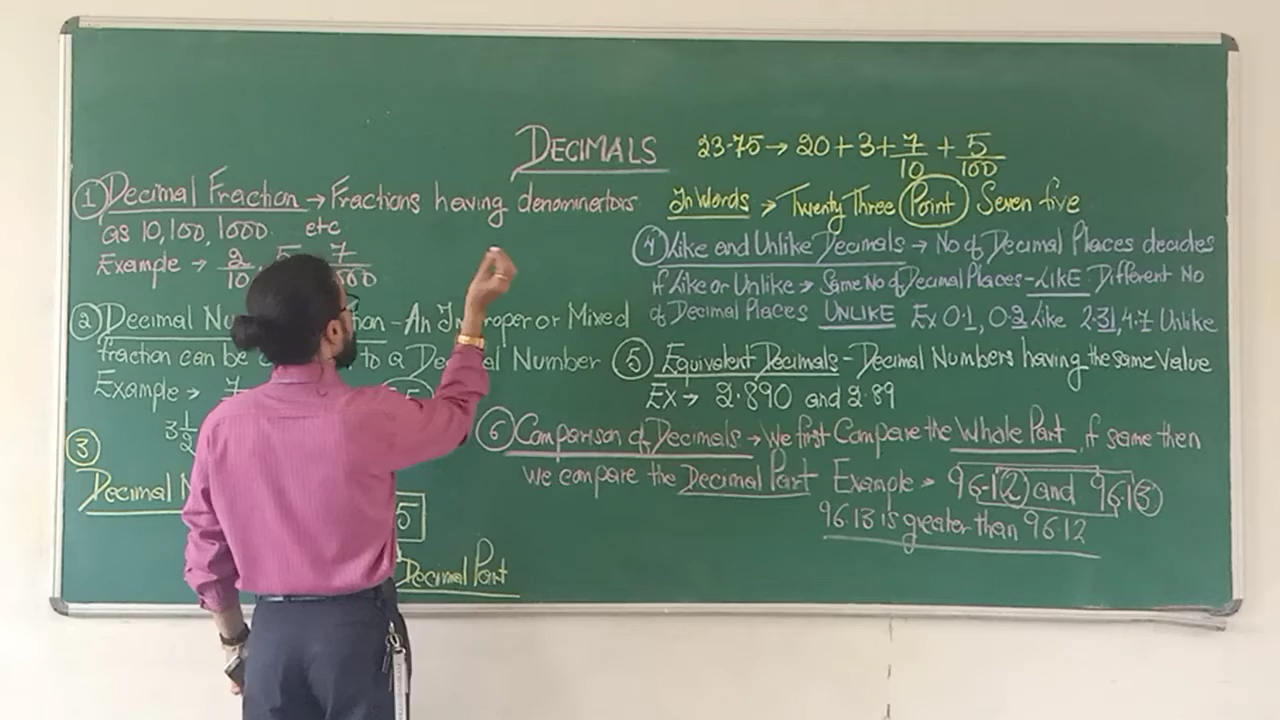 DECIMALS
23.75 → 20 + 3 + 7/10 + 5/100
In Words → Twenty Three Point Seven five
① Decimal Fraction → Fractions having denominators
as 10, 100, 1000 etc
Example → 2/10, 5 7
② Decimal - An Improper or Mixed
fraction can be to a Decimal Number
Example → 7
3 1/2
③
Decimal
5
Decimal Part
④ Like and Unlike Decimals → No of Decimal Places decides
if Like or Unlike → Same No of Decimal Places - LIKE Different No
of Decimal Places UNLIKE Ex 0.1, 0.3 Like 2.31, 4.7 Unlike
⑤ Equivalent Decimals - Decimal Numbers having the same Value
Ex → 2.890 and 2.89
⑥ Comparison of Decimals → We first Compare the Whole Part, if same then
we compare the Decimal Part Example → 96.12 and 96.13
96.13 is greater than 96.12